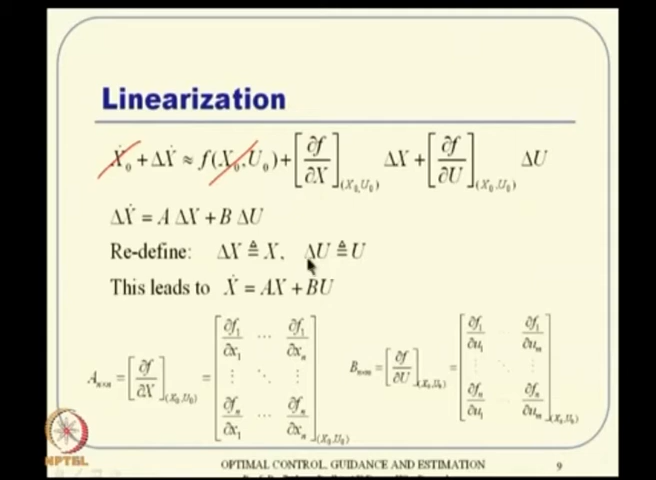 Linearization
Ẋ₀ + ΔẊ ≈ f(X₀, U₀) + [∂f/∂X]_(X₀,U₀) ΔX + [∂f/∂U]_(X₀,U₀) ΔU
ΔẊ = A ΔX + B ΔU
Re-define: ΔX ≜ X, ΔU ≜ U
This leads to Ẋ = AX + BU
A_n×n = [∂f/∂X]_(X₀,U₀) = [∂f₁/∂x₁ ⋯ ∂f₁/∂xₙ ⋮ ⋱ ⋮ ∂fₙ/∂x₁ ⋯ ∂fₙ/∂xₙ]_(X₀,U₀)
B_n×m = [∂f/∂U]_(X₀,U₀) = [∂f₁/∂u₁ ⋯ ∂f₁/∂uₘ ⋮ ⋱ ⋮ ∂fₙ/∂u₁ ⋯ ∂fₙ/∂uₘ]_(X₀,U₀)
NPTEL
OPTIMAL CONTROL, GUIDANCE AND ESTIMATION 9